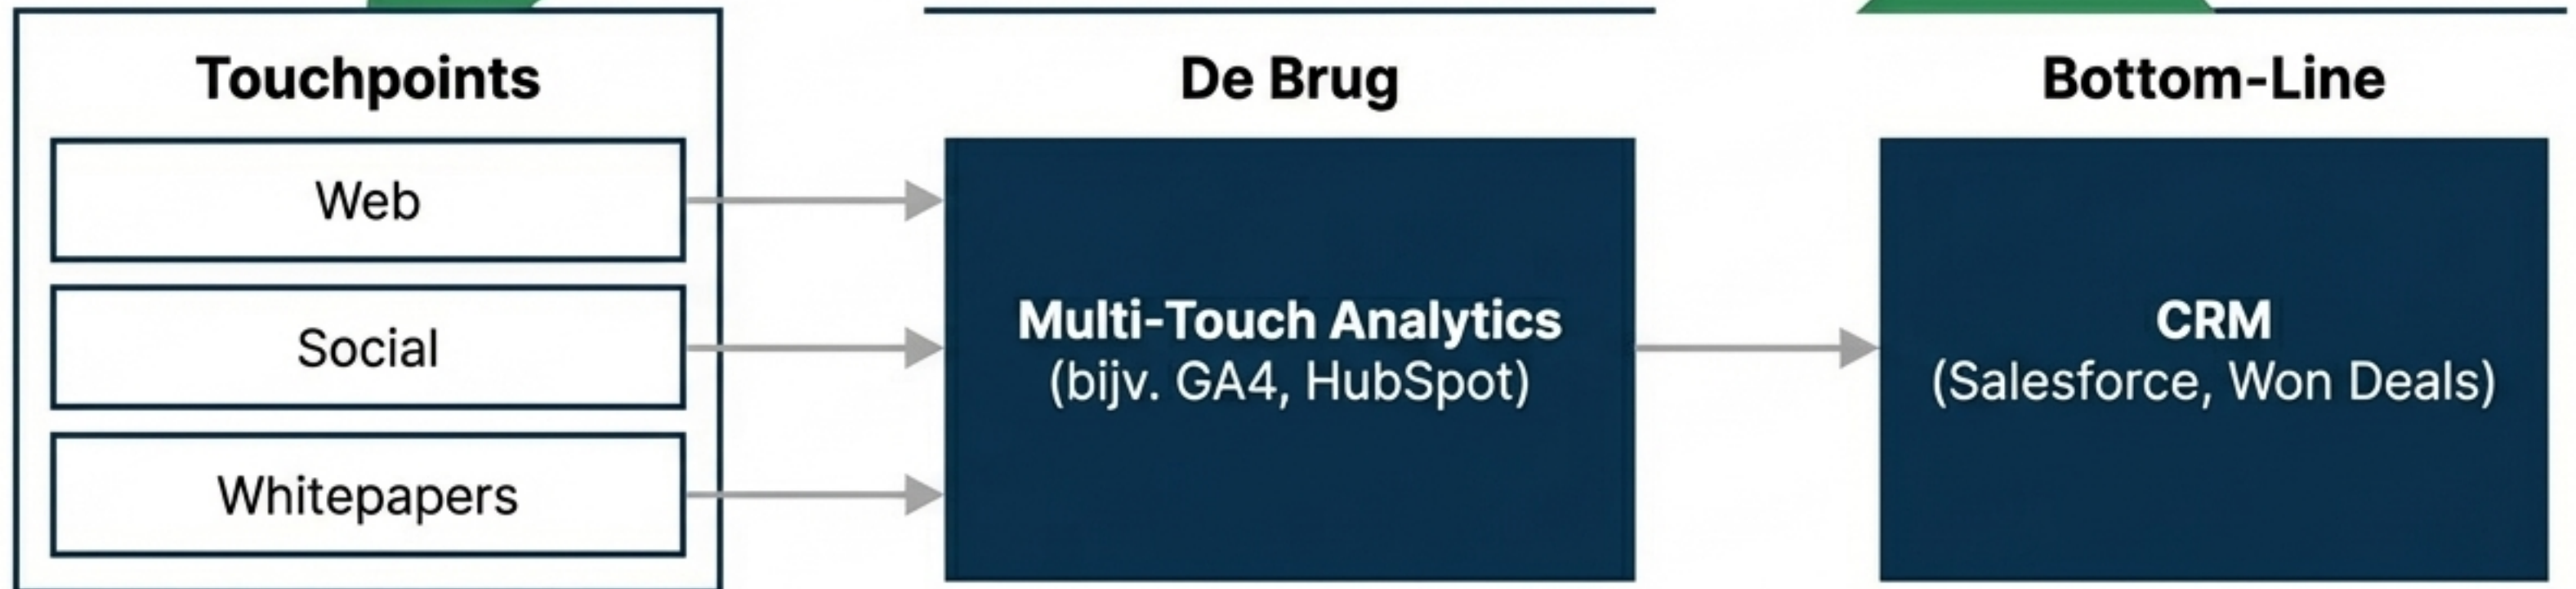 Touchpoints
Web
Social
Whitepapers
De Brug
Multi-Touch Analytics
(bijv. GA4, HubSpot)
Bottom-Line
CRM
(Salesforce, Won Deals)